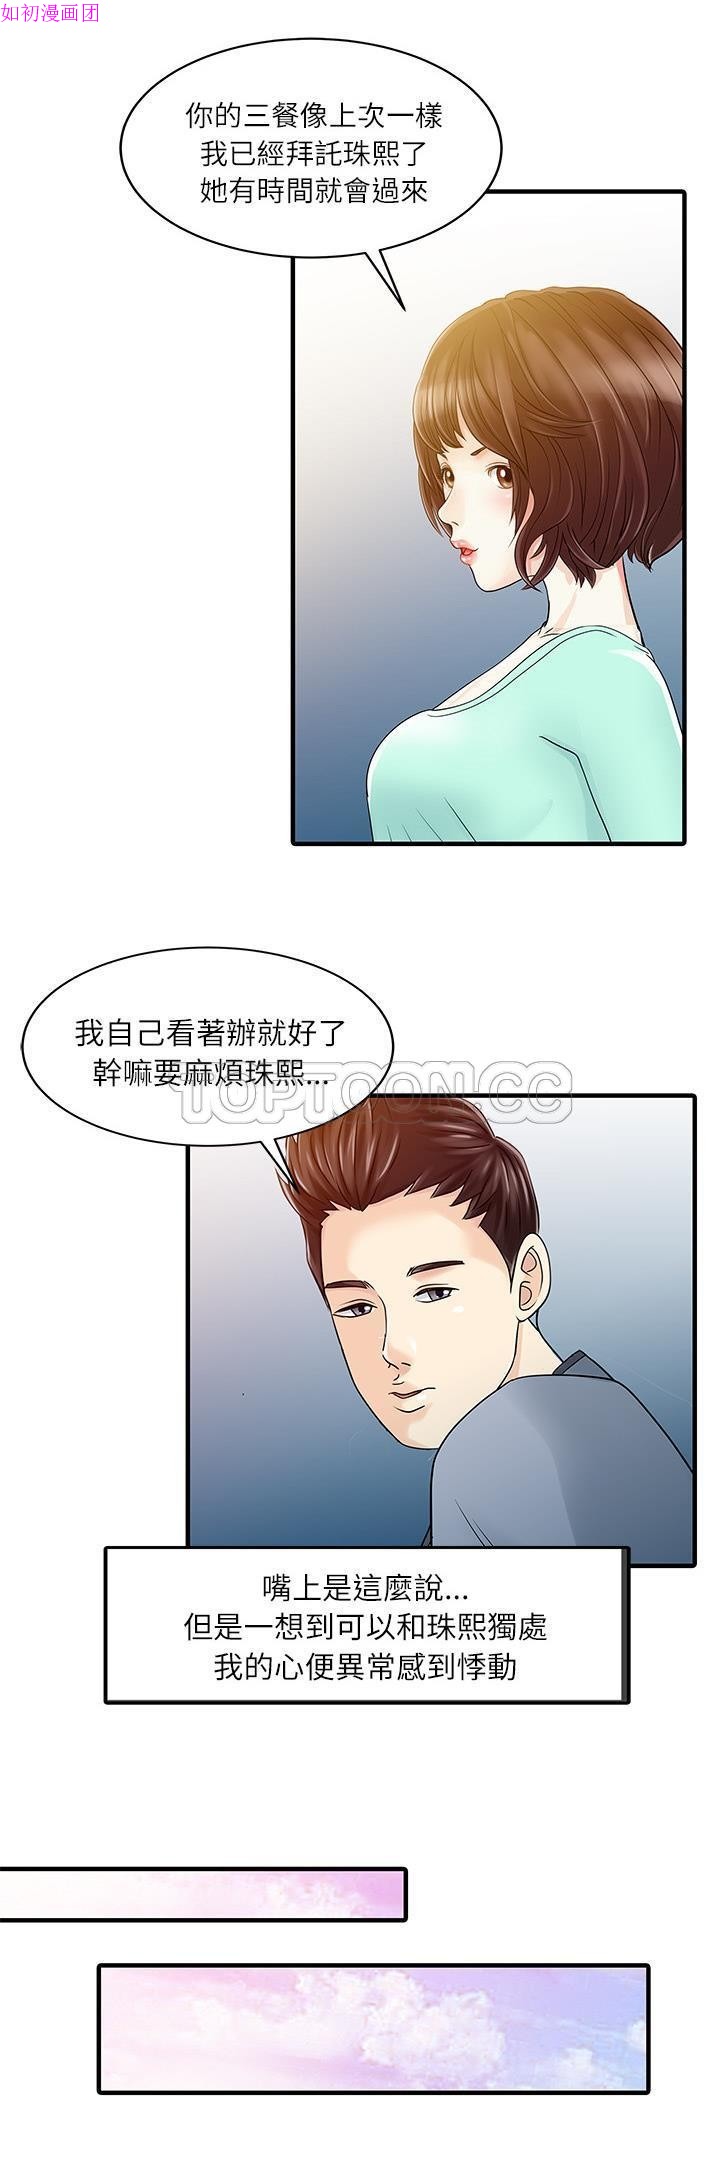 如初漫画团
你的三餐像上次一樣
我已經拜託珠熙了
她有時間就會過來
我自己看著辦就好了
幹嘛要麻煩珠熙...
TOPTOON.CC
嘴上是這麼說...
但是一想到可以和珠熙獨處
我的心便異常感到悸動